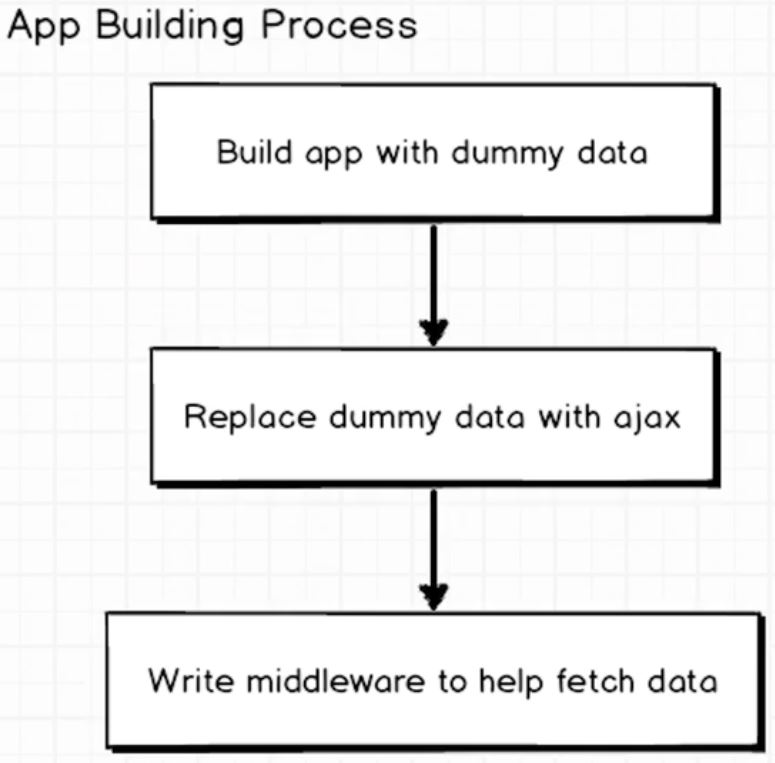 App Building Process
Build app with dummy data
Replace dummy data with ajax
Write middleware to help fetch data